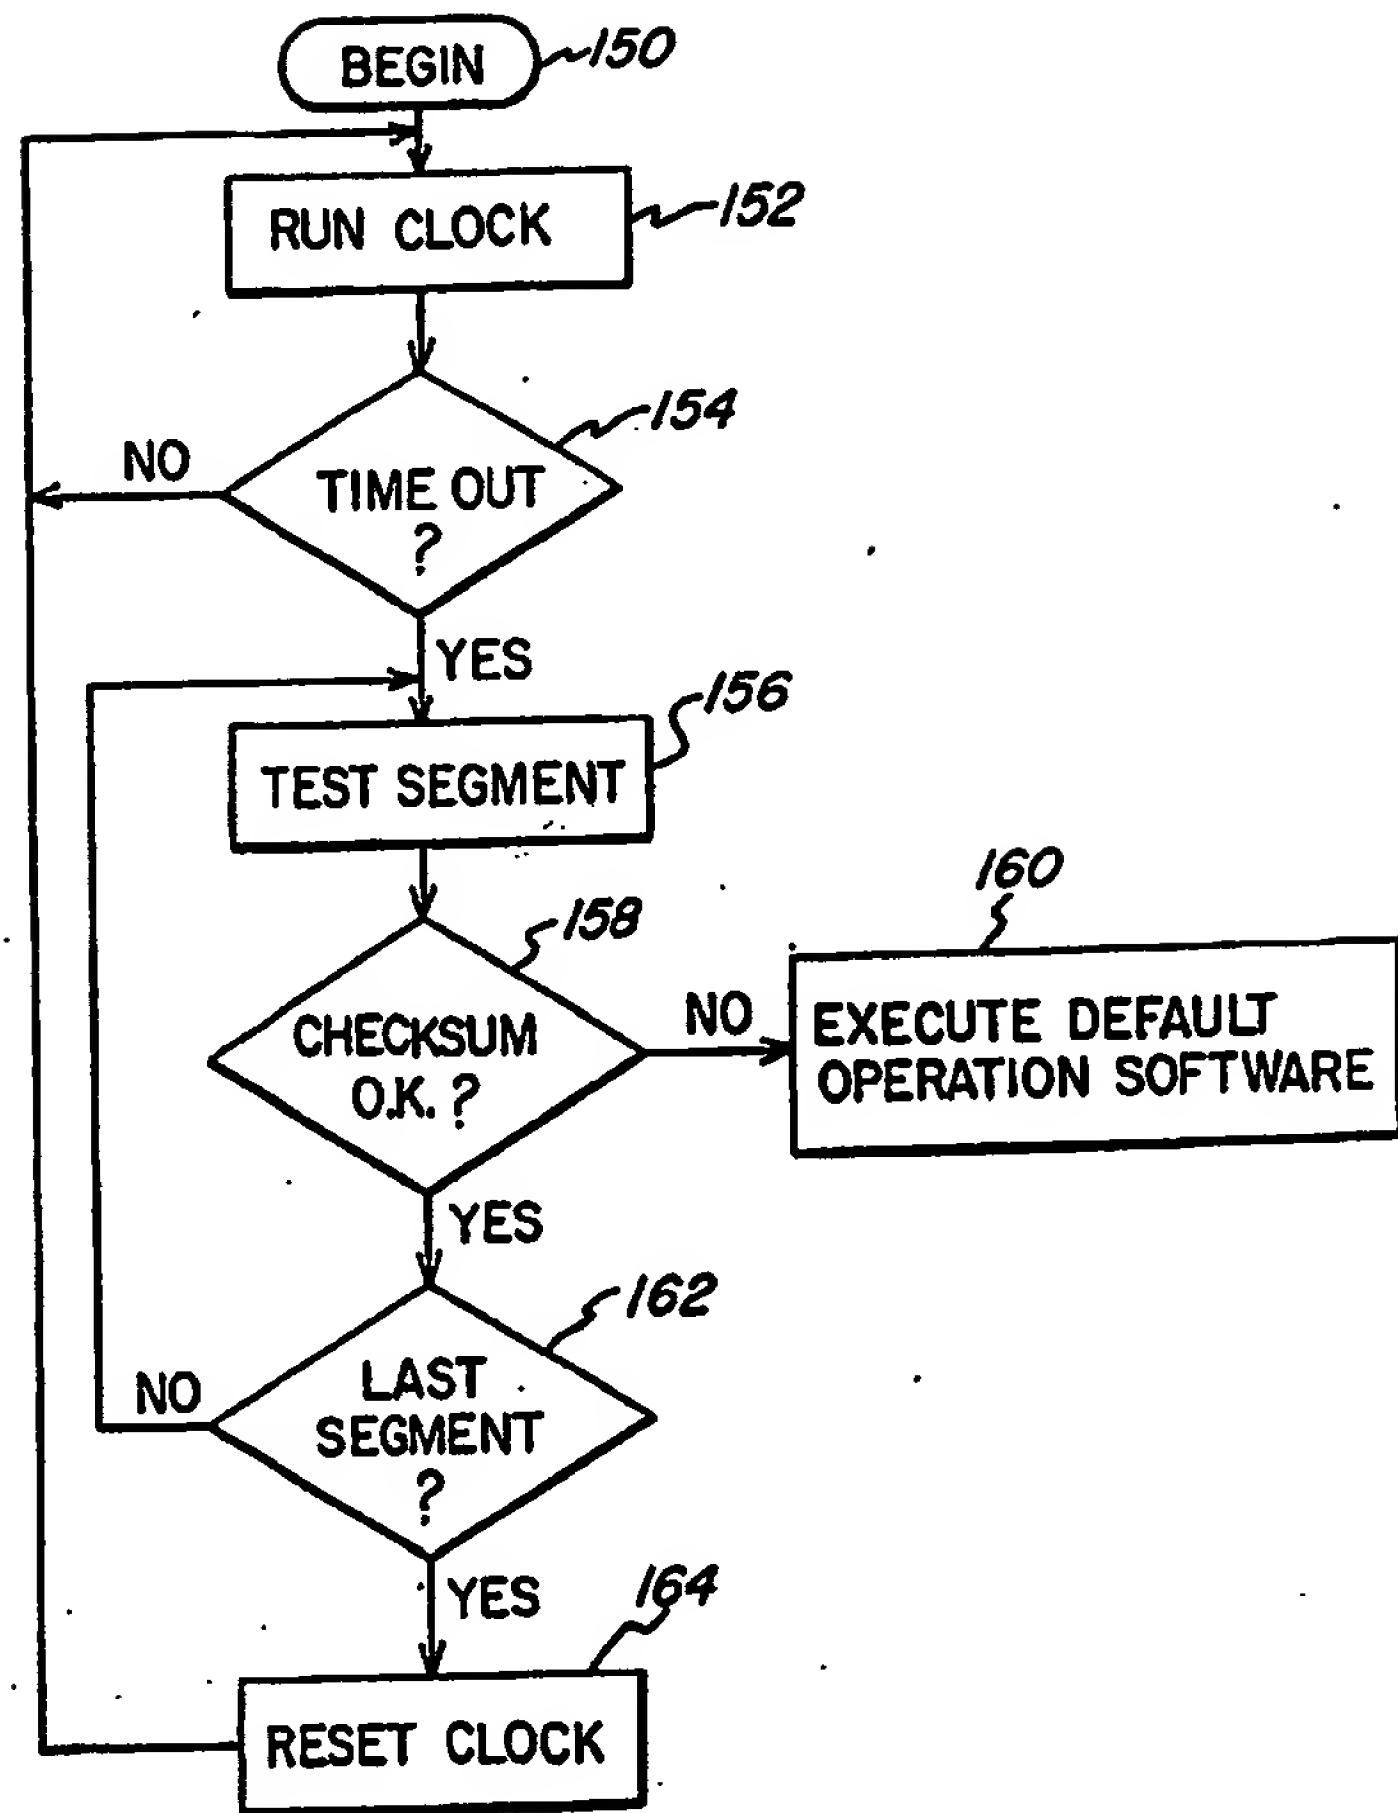 BEGIN
150
RUN CLOCK
152
154
NO
TIME OUT
?
YES
156
TEST SEGMENT
158
160
CHECKSUM
O.K. ?
NO
EXECUTE DEFAULT
OPERATION SOFTWARE
YES
162
LAST
SEGMENT
?
NO
YES
164
RESET CLOCK